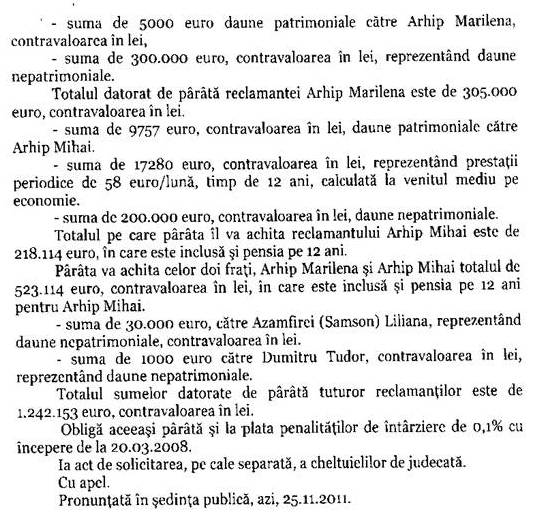 - suma de 5000 euro daune patrimoniale către Arhip Marilena,
contravaloarea în lei,
- suma de 300.000 euro, contravaloarea în lei, reprezentând daune
nepatrimoniale.
Totalul datorat de pârâtă reclamantei Arhip Marilena este de 305.000
euro, contravaloarea în lei.
- suma de 9757 euro, contravaloarea în lei, daune patrimoniale către
Arhip Mihai.
- suma de 17280 euro, contravaloarea în lei, reprezentând prestații
periodice de 58 euro/lună, timp de 12 ani, calculată la venitul mediu pe
economie.
- suma de 200.000 euro, contravaloarea în lei, daune nepatrimoniale.
Totalul pe care pârâta îl va achita reclamantului Arhip Mihai este de
218.114 euro, în care este inclusă și pensia pe 12 ani.
Pârâta va achita celor doi frați, Arhip Marilena și Arhip Mihai totalul de
523.114 euro, contravaloarea în lei, în care este inclusă și pensia pe 12 ani
pentru Arhip Mihai.
- suma de 30.000 euro, către Azamfirei (Samson) Liliana, reprezentând
daune nepatrimoniale, contravaloarea în lei.
- suma de 1000 euro către Dumitru Tudor, contravaloarea în lei,
reprezentând daune nepatrimoniale.
Totalul sumelor datorate de pârâtă tuturor reclamanților este de
1.242.153 euro, contravaloarea în lei.
Obligă aceeași pârâtă și la plata penalităților de întârziere de 0,1% cu
începere de la 20.03.2008.
Ia act de solicitarea, pe cale separată, a cheltuielilor de judecată.
Cu apel.
Pronunțată în ședința publică, azi, 25.11.2011.